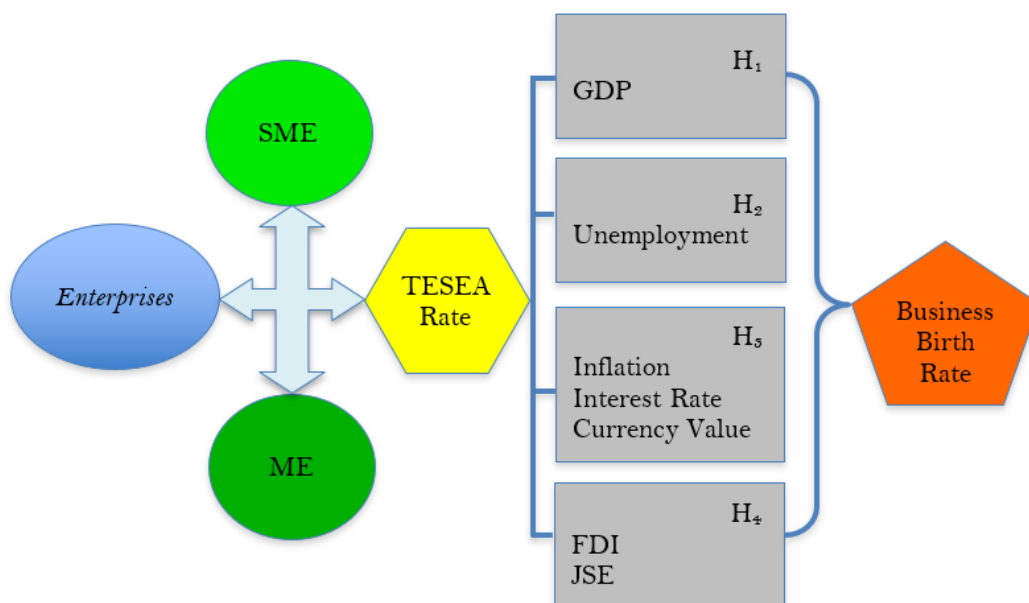 SME
Enterprises
ME
TESEA
Rate
H₁
GDP
H₂
Unemployment
H₃
Inflation
Interest Rate
Currency Value
H₄
FDI
JSE
Business
Birth
Rate